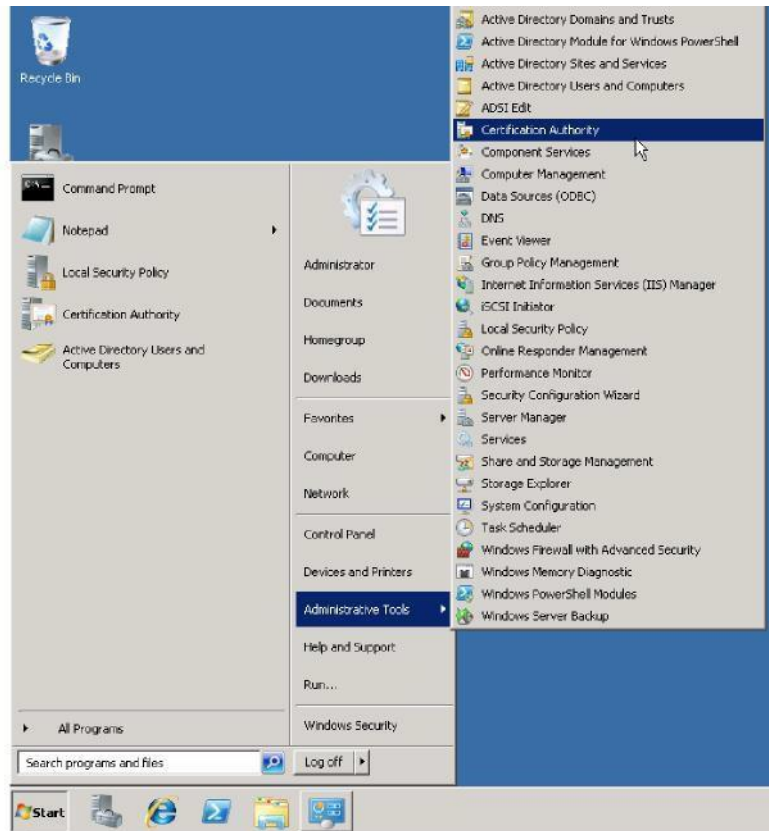 Recycle Bin
Command Prompt
Notepad
Local Security Policy
Certification Authority
Active Directory Users and
Computers
All Programs
Search programs and files
Administrator
Documents
Homegroup
Downloads
Favorites
Computer
Network
Control Panel
Devices and Printers
Administrative Tools
Help and Support
Run...
Windows Security
Log off
Active Directory Domains and Trusts
Active Directory Module for Windows PowerShell
Active Directory Sites and Services
Active Directory Users and Computers
ADSI Edit
Certification Authority
Component Services
Computer Management
Data Sources (ODBC)
DNS
Event Viewer
Group Policy Management
Internet Information Services (IIS) Manager
iSCSI Initiator
Local Security Policy
Online Responder Management
Performance Monitor
Security Configuration Wizard
Server Manager
Services
Share and Storage Management
Storage Explorer
System Configuration
Task Scheduler
Windows Firewall with Advanced Security
Windows Memory Diagnostic
Windows PowerShell Modules
Windows Server Backup
Start